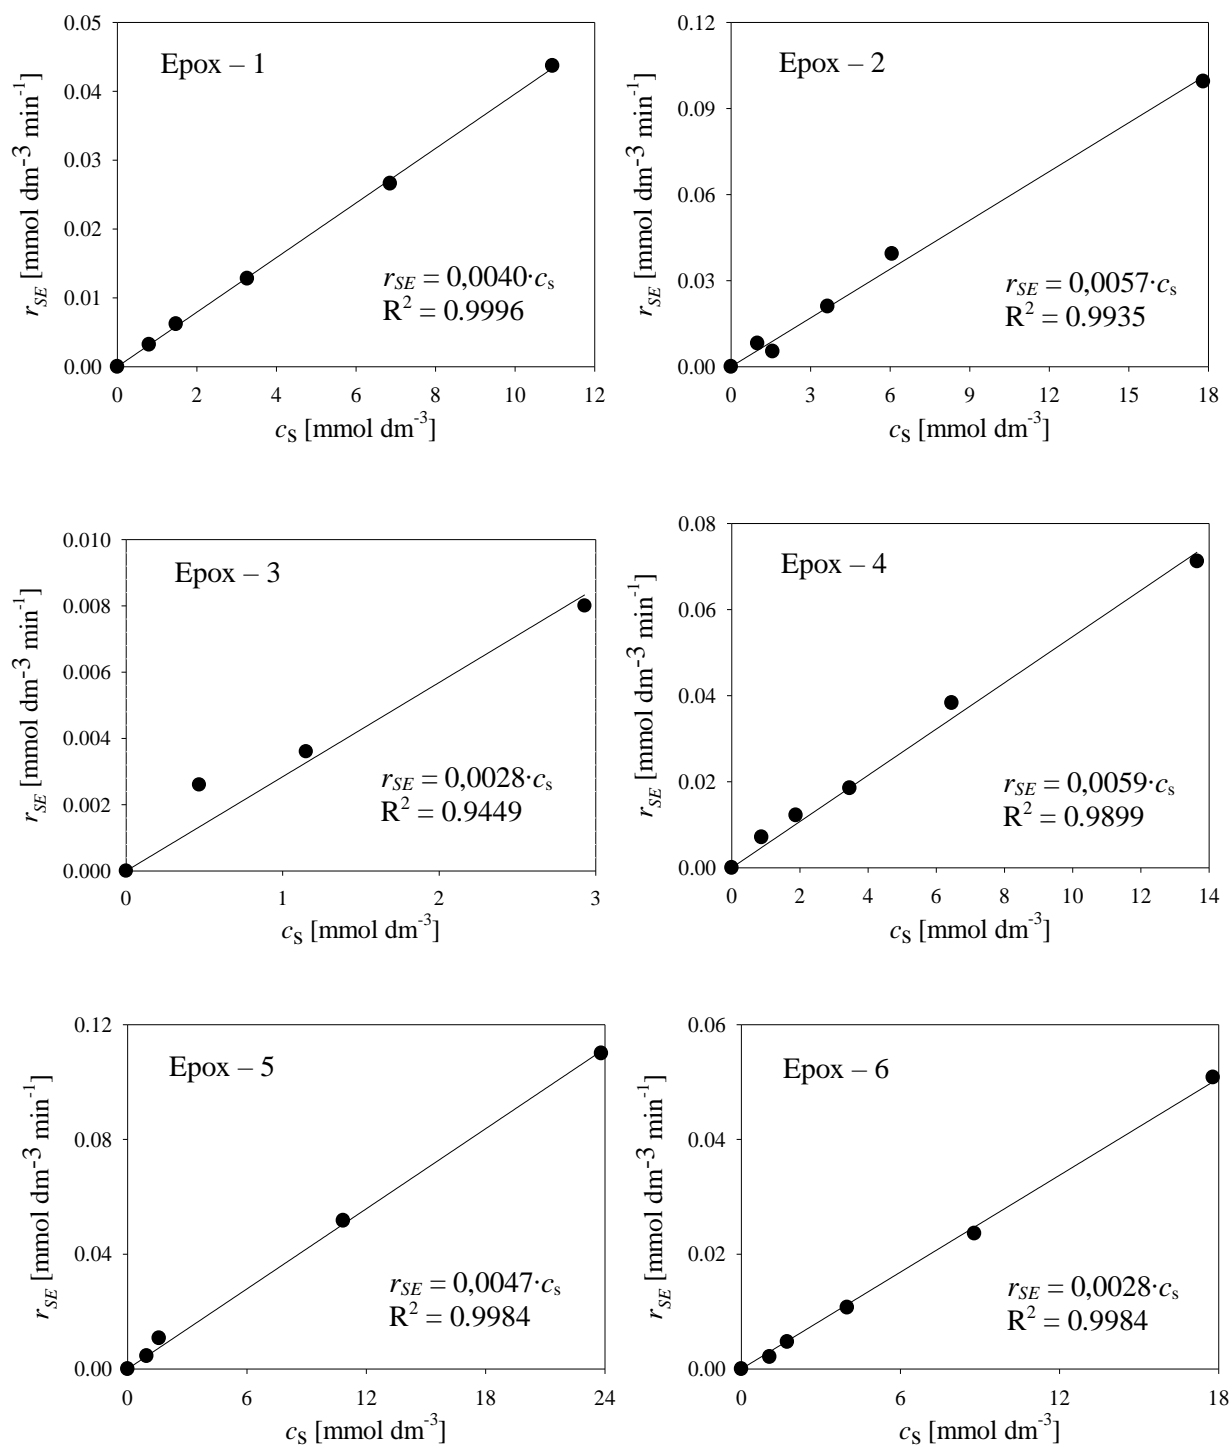 0.05
0.04
0.03
0.02
0.01
0.00
r_SE [mmol dm⁻³ min⁻¹]
Epox – 1
r_SE = 0,0040·c_s
R² = 0.9996
0 2 4 6 8 10 12
c_S [mmol dm⁻³]
0.12
0.09
0.06
0.03
0.00
r_SE [mmol dm⁻³ min⁻¹]
Epox – 2
r_SE = 0,0057·c_s
R² = 0.9935
0 3 6 9 12 15 18
c_S [mmol dm⁻³]
0.010
0.008
0.006
0.004
0.002
0.000
r_SE [mmol dm⁻³ min⁻¹]
Epox – 3
r_SE = 0,0028·c_s
R² = 0.9449
0 1 2 3
c_S [mmol dm⁻³]
0.08
0.06
0.04
0.02
0.00
r_SE [mmol dm⁻³ min⁻¹]
Epox – 4
r_SE = 0,0059·c_s
R² = 0.9899
0 2 4 6 8 10 12 14
c_S [mmol dm⁻³]
0.12
0.08
0.04
0.00
r_SE [mmol dm⁻³ min⁻¹]
Epox – 5
r_SE = 0,0047·c_s
R² = 0.9984
0 6 12 18 24
c_S [mmol dm⁻³]
0.06
0.04
0.02
0.00
r_SE [mmol dm⁻³ min⁻¹]
Epox – 6
r_SE = 0,0028·c_s
R² = 0.9984
0 6 12 18
c_S [mmol dm⁻³]